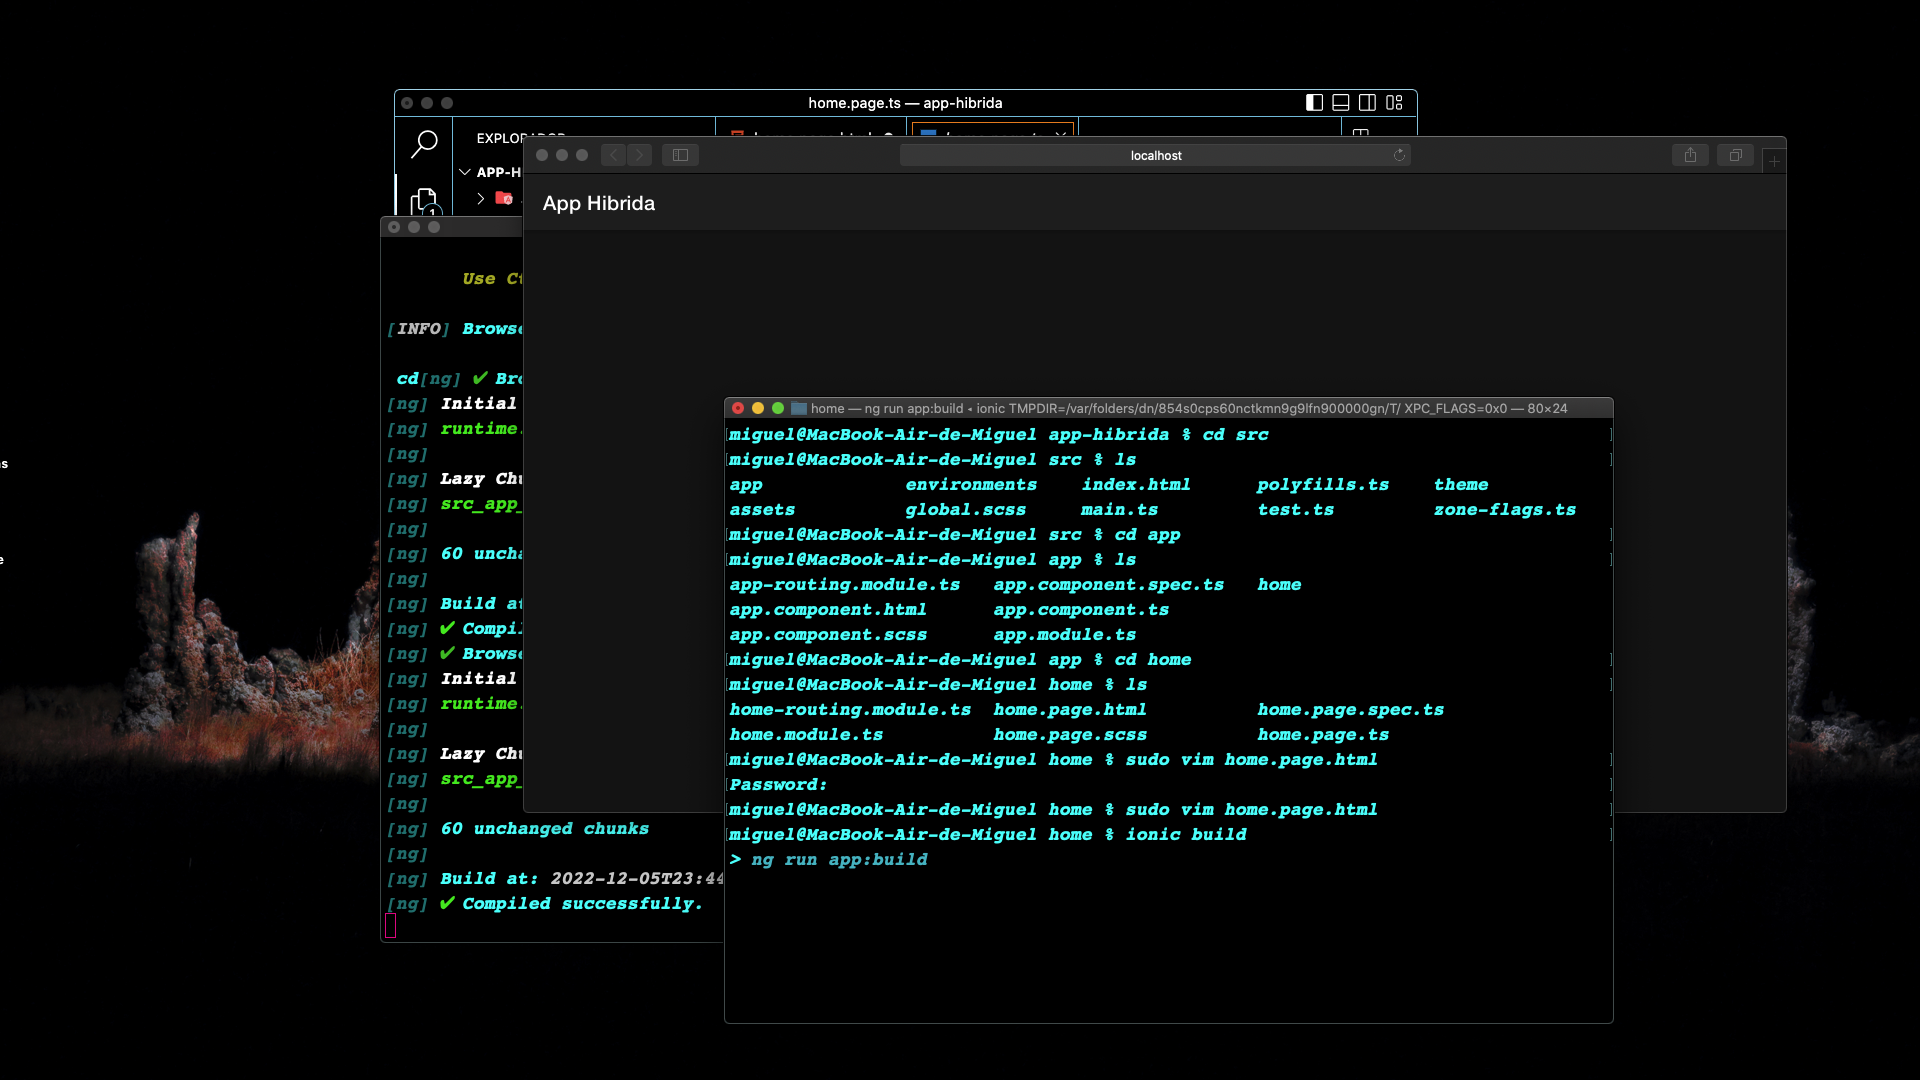 home.page.ts — app-hibrida
EXPLORADOR
APP-H
localhost
App Hibrida
Use
[INFO] Browse
cd[ng] ✔
[ng] Initial
[ng] runtime.
[ng]
[ng] Lazy
[ng] src_app_
[ng]
[ng] 60
[ng]
[ng] Build
[ng] ✔
[ng] ✔ Browse
[ng] Initial
[ng] runtime.
[ng]
[ng] Lazy
[ng] src_app_
[ng]
[ng] 60 unchanged chunks
[ng]
[ng] Build at: 2022-12-05T23:44
[ng] ✔ Compiled successfully.
home — ng run app:build ◂ ionic TMPDIR=/var/folders/dn/854s0cps60nctkmn9g9lfn900000gn/T/ XPC_FLAGS=0x0 — 80×24
miguel@MacBook-Air-de-Miguel app-hibrida % cd src
miguel@MacBook-Air-de-Miguel src % ls
app environments index.html polyfills.ts theme
assets global.scss main.ts test.ts zone-flags.ts
miguel@MacBook-Air-de-Miguel src % cd app
miguel@MacBook-Air-de-Miguel app % ls
app-routing.module.ts app.component.spec.ts home
app.component.html app.component.ts
app.component.scss app.module.ts
miguel@MacBook-Air-de-Miguel app % cd home
miguel@MacBook-Air-de-Miguel home % ls
home-routing.module.ts home.page.html home.page.spec.ts
home.module.ts home.page.scss home.page.ts
miguel@MacBook-Air-de-Miguel home % sudo vim home.page.html
Password:
miguel@MacBook-Air-de-Miguel home % sudo vim home.page.html
miguel@MacBook-Air-de-Miguel home % ionic build
> ng run app:build